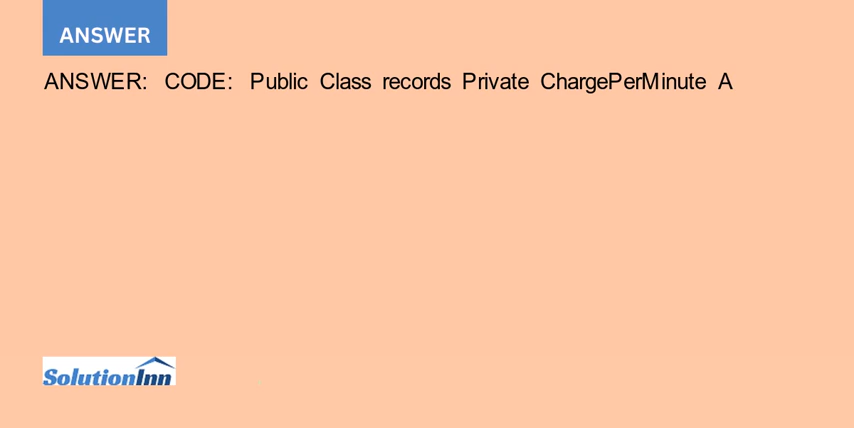 ANSWER
ANSWER: CODE: Public Class records Private ChargePerMinute A
SolutionInn